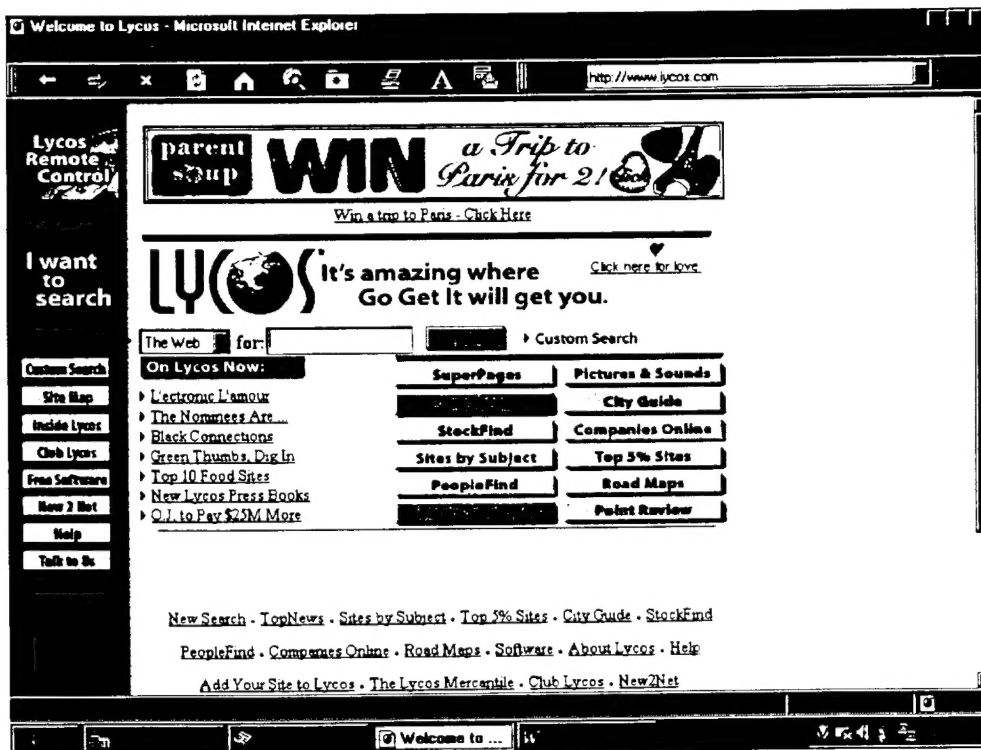 Welcome to Lycos - Microsoft Internet Explorer
http://www.lycos.com
Lycos
Remote
Control
I want
to
search
Custom Search
Site Map
Inside Lycos
Club Lycos
Free Software
New 2 Net
Help
Talk to Us
parent
soup
WIN
a Trip to
Paris for 2!
Win a trip to Paris - Click Here
LYCOS
It's amazing where
Go Get It will get you.
Click here for love.
The Web for:
Custom Search
On Lycos Now:
L'ectronic L'amour
The Nominees Are ...
Black Connections
Green Thumbs, Dig In
Top 10 Food Sites
New Lycos Press Books
O.J. to Pay $25M More
SuperPages
Pictures & Sounds
City Guide
StockFind
Companies Online
Sites by Subject
Top 5% Sites
PeopleFind
Road Maps
Point Review
New Search . TopNews . Sites by Subject . Top 5% Sites . City Guide . StockFind
PeopleFind . Companies Online . Road Maps . Software . About Lycos . Help
Add Your Site to Lycos . The Lycos Mercantile . Club Lycos . New2Net
Welcome to ...